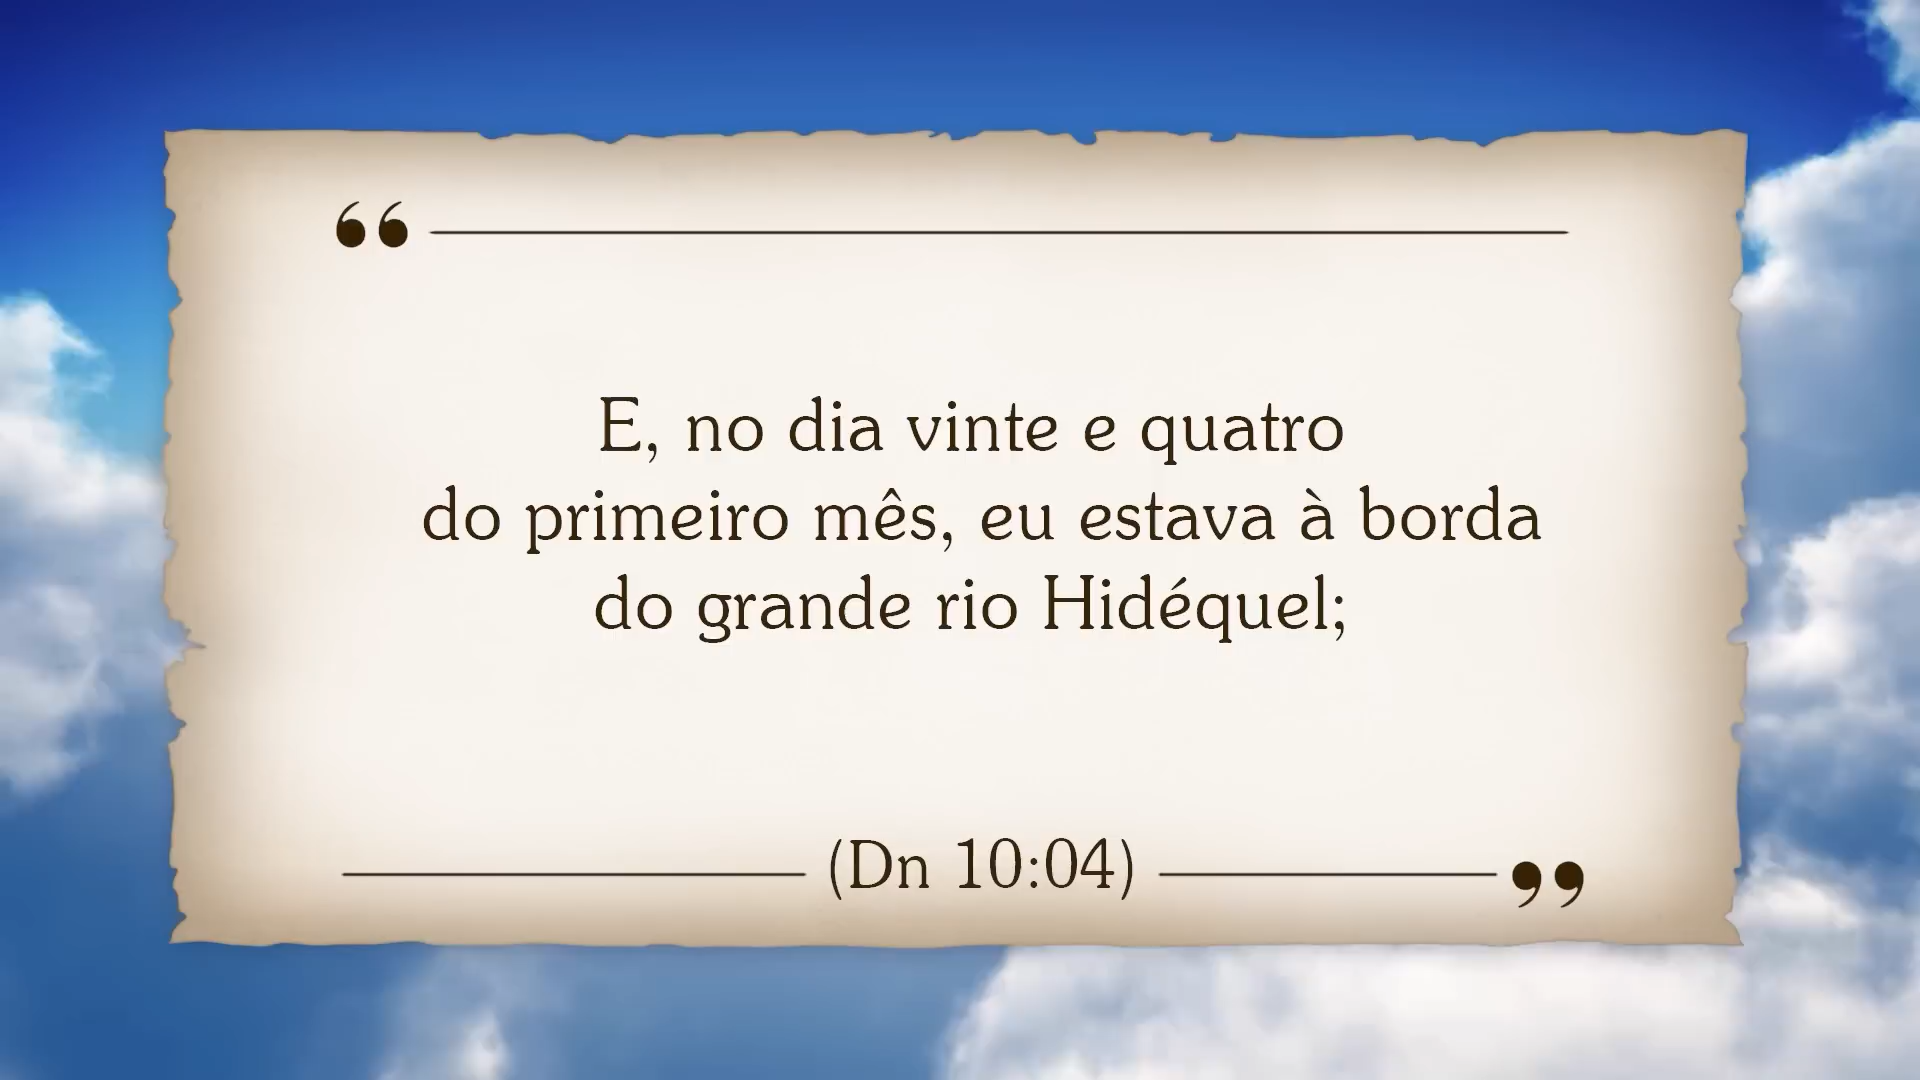 “
E, no dia vinte e quatro
do primeiro mês, eu estava à borda
do grande rio Hidéquel;
(Dn 10:04)
”